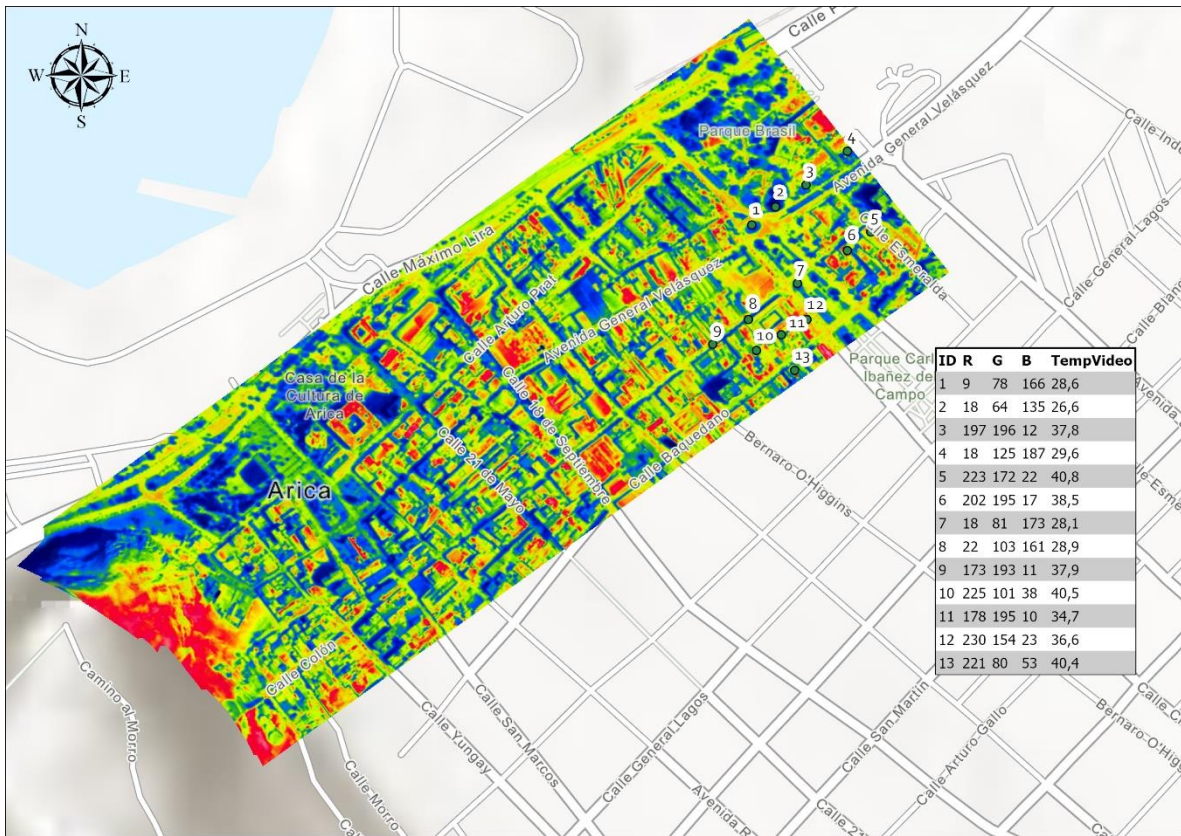 N
W E
S
Calle Máximo Lira
Parque Brasil
Avenida General Velásquez
Calle Esmeralda
Calle General Lagos
Calle Arturo Prat
Avenida General Velásquez
Casa de la
Cultura de
Arica
Calle 18 de Septiembre
Calle 21 de Mayo
Calle Baquedano
Bernaro O'Higgins
Arica
Calle Colón
Camino al Morro
Calle Morro
Calle Yungay
Calle San Marcos
Calle General Lagos
Calle San Martín
Calle Arturo Gallo
Parque Carl
Ibañez de
Campo
1
2
3
4
5
6
7
8
9
10
11
12
13
ID R G B TempVideo
1 9 78 166 28,6
2 18 64 135 26,6
3 197 196 12 37,8
4 18 125 187 29,6
5 223 172 22 40,8
6 202 195 17 38,5
7 18 81 173 28,1
8 22 103 161 28,9
9 173 193 11 37,9
10 225 101 38 40,5
11 178 195 10 34,7
12 230 154 23 36,6
13 221 80 53 40,4